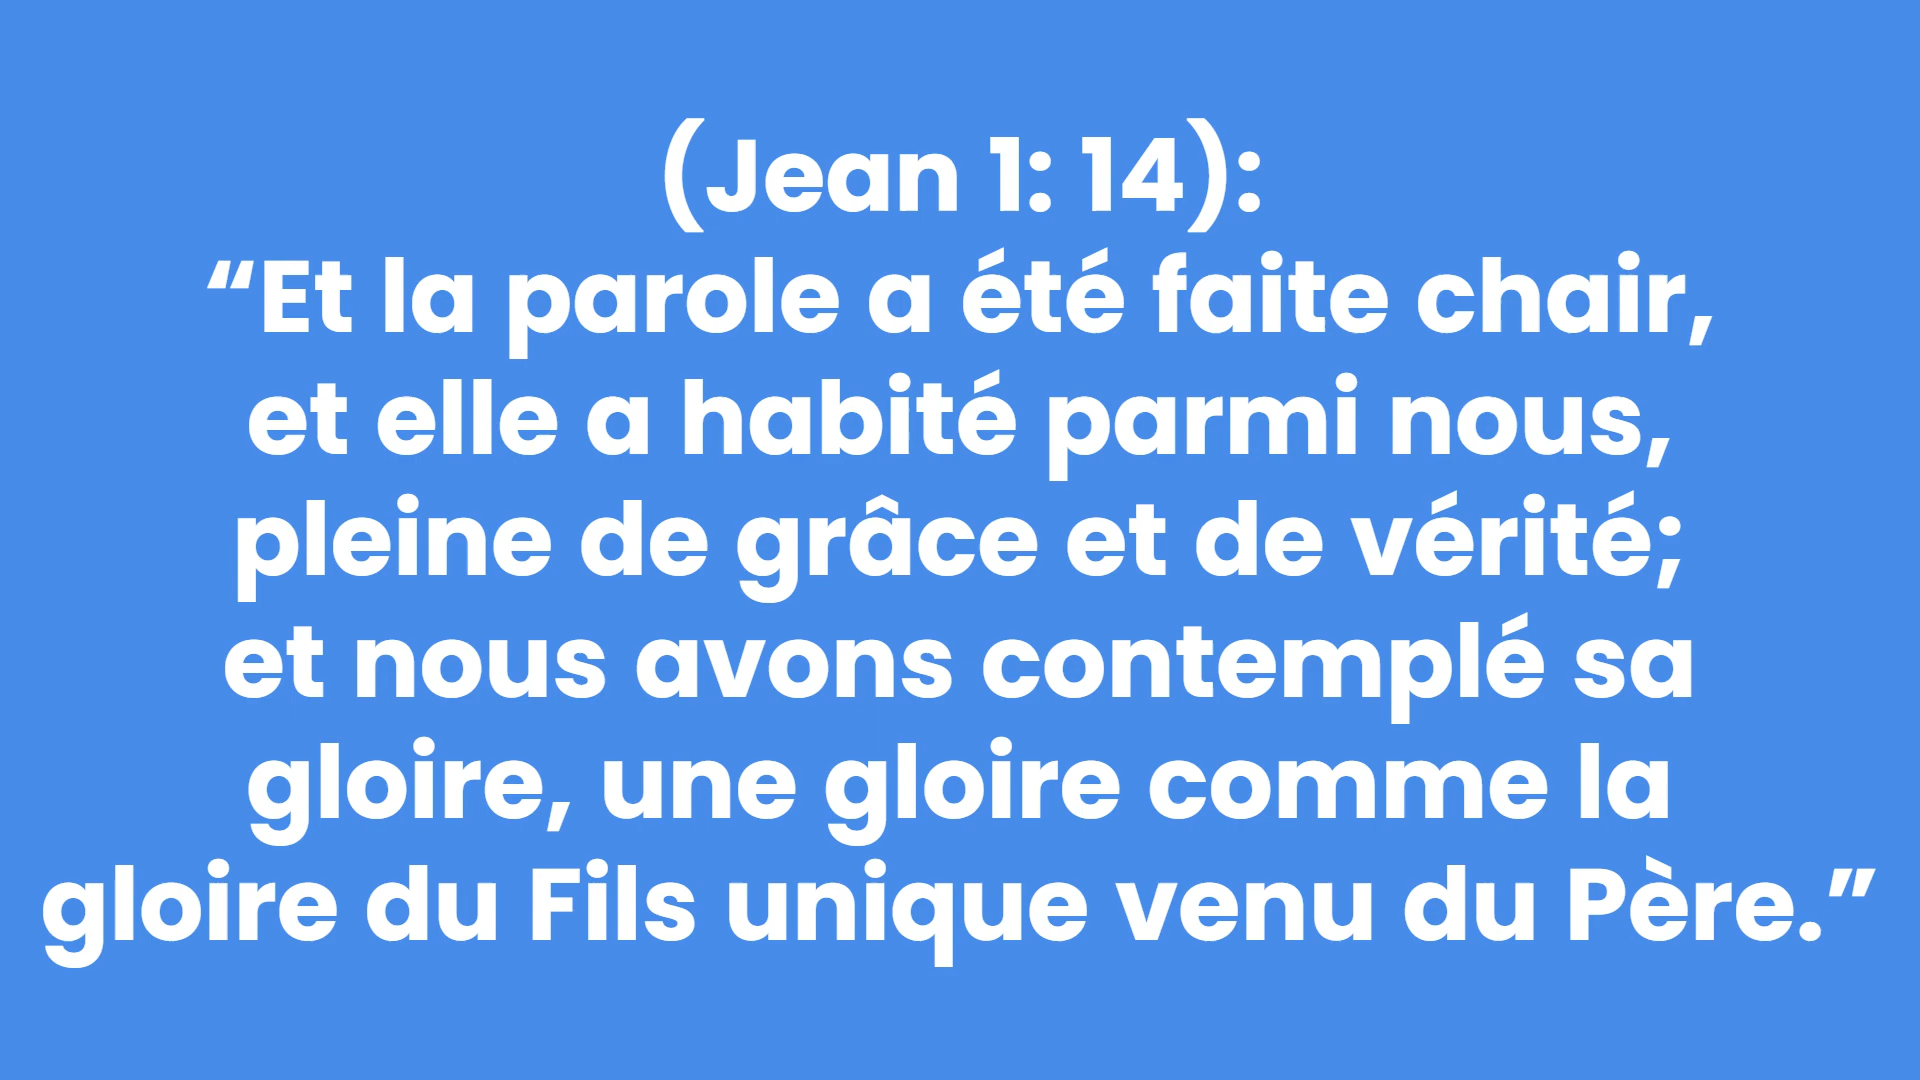 (Jean 1: 14):
“Et la parole a été faite chair,
et elle a habité parmi nous,
pleine de grâce et de vérité;
et nous avons contemplé sa
gloire, une gloire comme la
gloire du Fils unique venu du Père.”